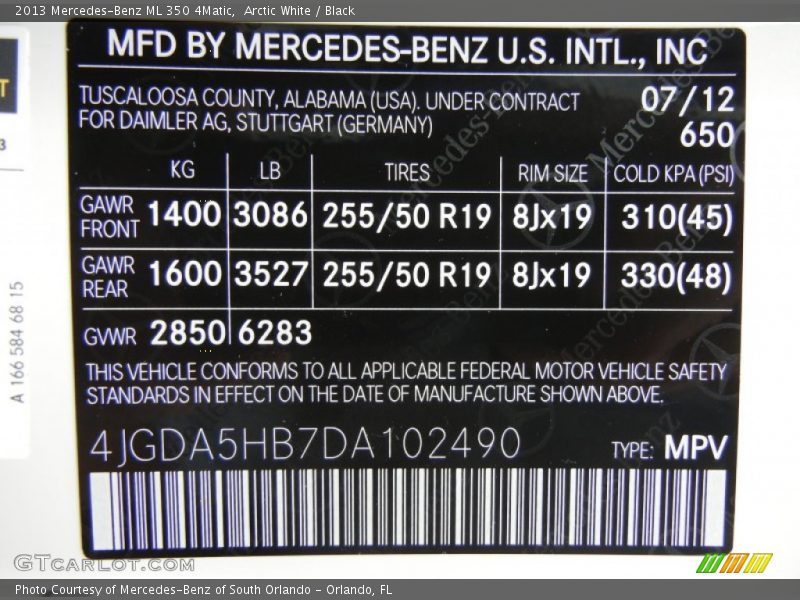 2013 Mercedes-Benz ML 350 4Matic, Arctic White / Black
MFD BY MERCEDES-BENZ U.S. INTL., INC
TUSCALOOSA COUNTY, ALABAMA (USA). UNDER CONTRACT
FOR DAIMLER AG, STUTTGART (GERMANY)
07/12
650
KG LB TIRES RIM SIZE COLD KPA (PSI)
GAWR
FRONT
1400 3086 255/50 R19 8Jx19 310(45)
GAWR
REAR
1600 3527 255/50 R19 8Jx19 330(48)
GVWR 2850 6283
THIS VEHICLE CONFORMS TO ALL APPLICABLE FEDERAL MOTOR VEHICLE SAFETY
STANDARDS IN EFFECT ON THE DATE OF MANUFACTURE SHOWN ABOVE.
4JGDA5HB7DA102490 TYPE: MPV
A 166 584 68 15
GTCARLOT.COM
Photo Courtesy of Mercedes-Benz of South Orlando - Orlando, FL